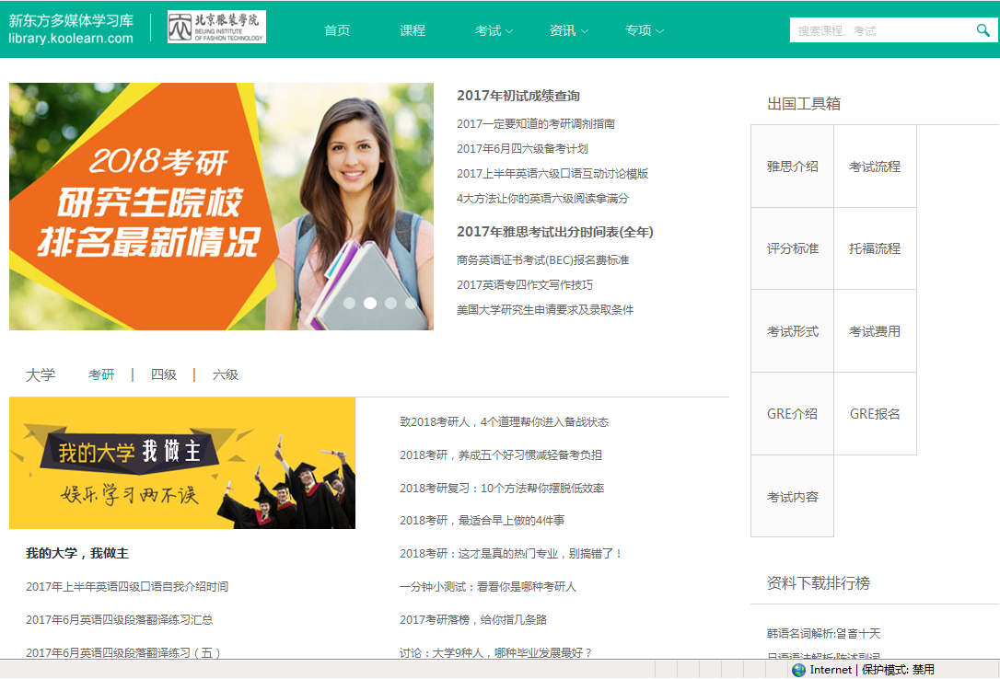 新东方多媒体学习库
library.koolearn.com
北京服装学院
BEIJING INSTITUTE
OF FASHION TECHNOLOGY
首页
课程
考试
资讯
专项
搜索课程、考试
2018考研
研究生院校
排名最新情况
2017年初试成绩查询
2017一定要知道的考研调剂指南
2017年6月四六级备考计划
2017上半年英语六级口语互动讨论模版
4大方法让你的英语六级阅读拿满分
2017年雅思考试出分时间表(全年)
商务英语证书考试(BEC)报名费标准
2017英语专四作文写作技巧
美国大学研究生申请要求及录取条件
出国工具箱
雅思介绍
考试流程
评分标准
托福流程
考试形式
考试费用
GRE介绍
GRE报名
考试内容
大学
考研 | 四级 | 六级
我的大学 我做主
娱乐学习两不误
我的大学，我做主
2017年上半年英语四级口语自我介绍时间
2017年6月英语四级段落翻译练习汇总
2017年6月英语四级段落翻译练习（五）
致2018考研人，4个道理帮你进入备战状态
2018考研，养成五个好习惯减轻备考负担
2018考研复习：10个方法帮你摆脱低效率
2018考研，最适合早上做的4件事
2018考研：这才是真的热门专业，别搞错了！
一分钟小测试：看看你是哪种考研人
2017考研落榜，给你指几条路
讨论：大学9种人，哪种毕业发展最好？
资料下载排行榜
韩语名词解析:열흘十天
日语语法解析:陈述副词
Internet | 保护模式: 禁用